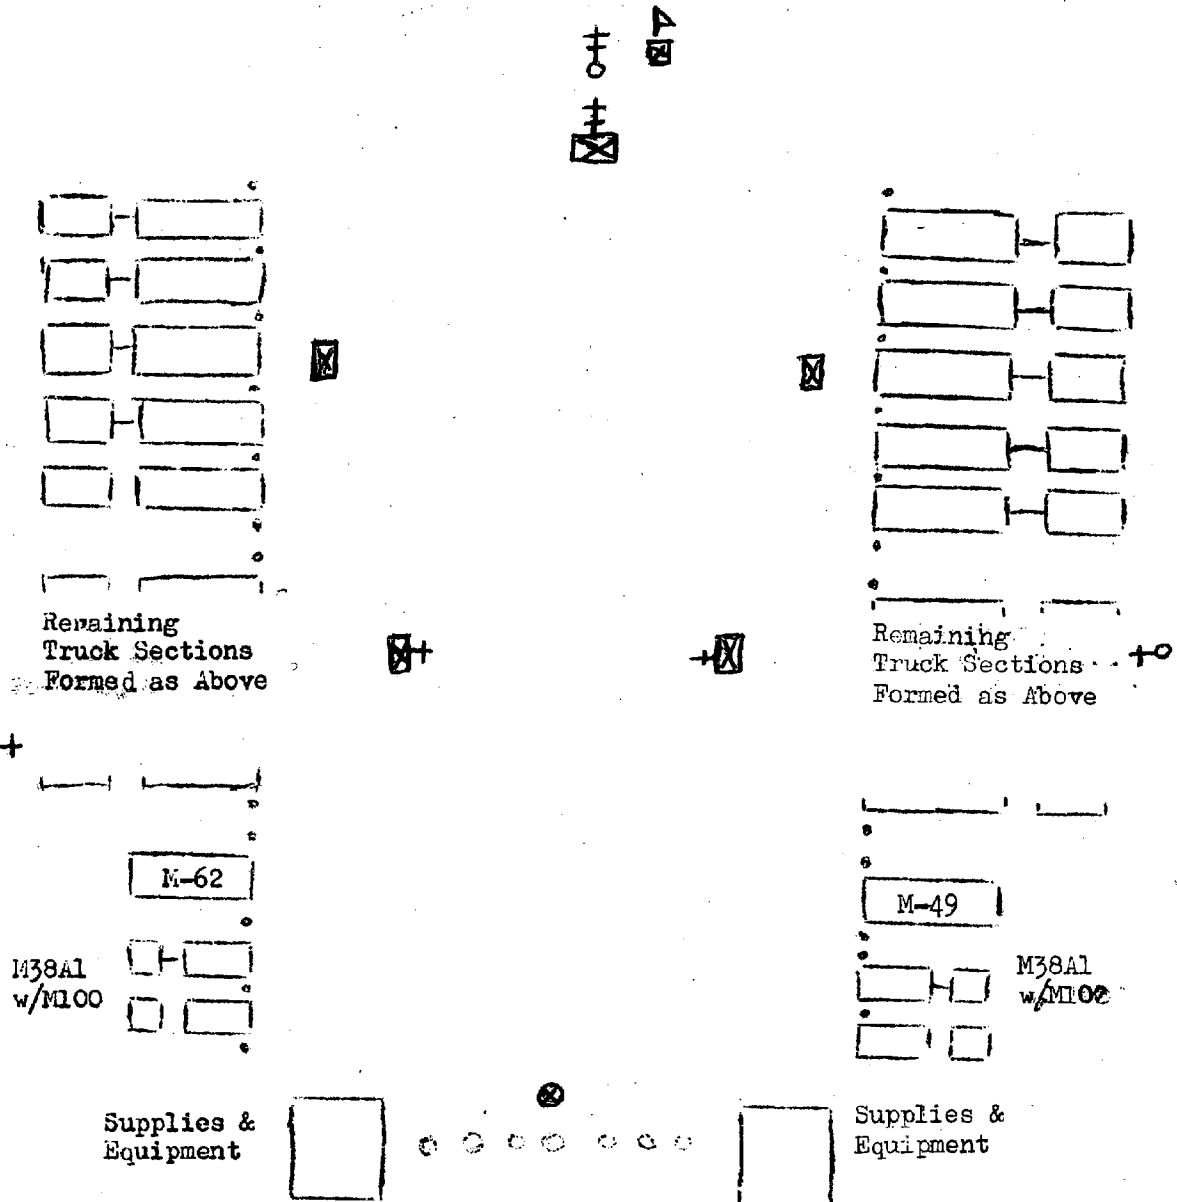 Remaining
Truck Sections
Formed as Above
Remaining
Truck Sections
Formed as Above
M-62
M-49
M38A1
w/M100
M38A1
w/M100
Supplies &
Equipment
Supplies &
Equipment